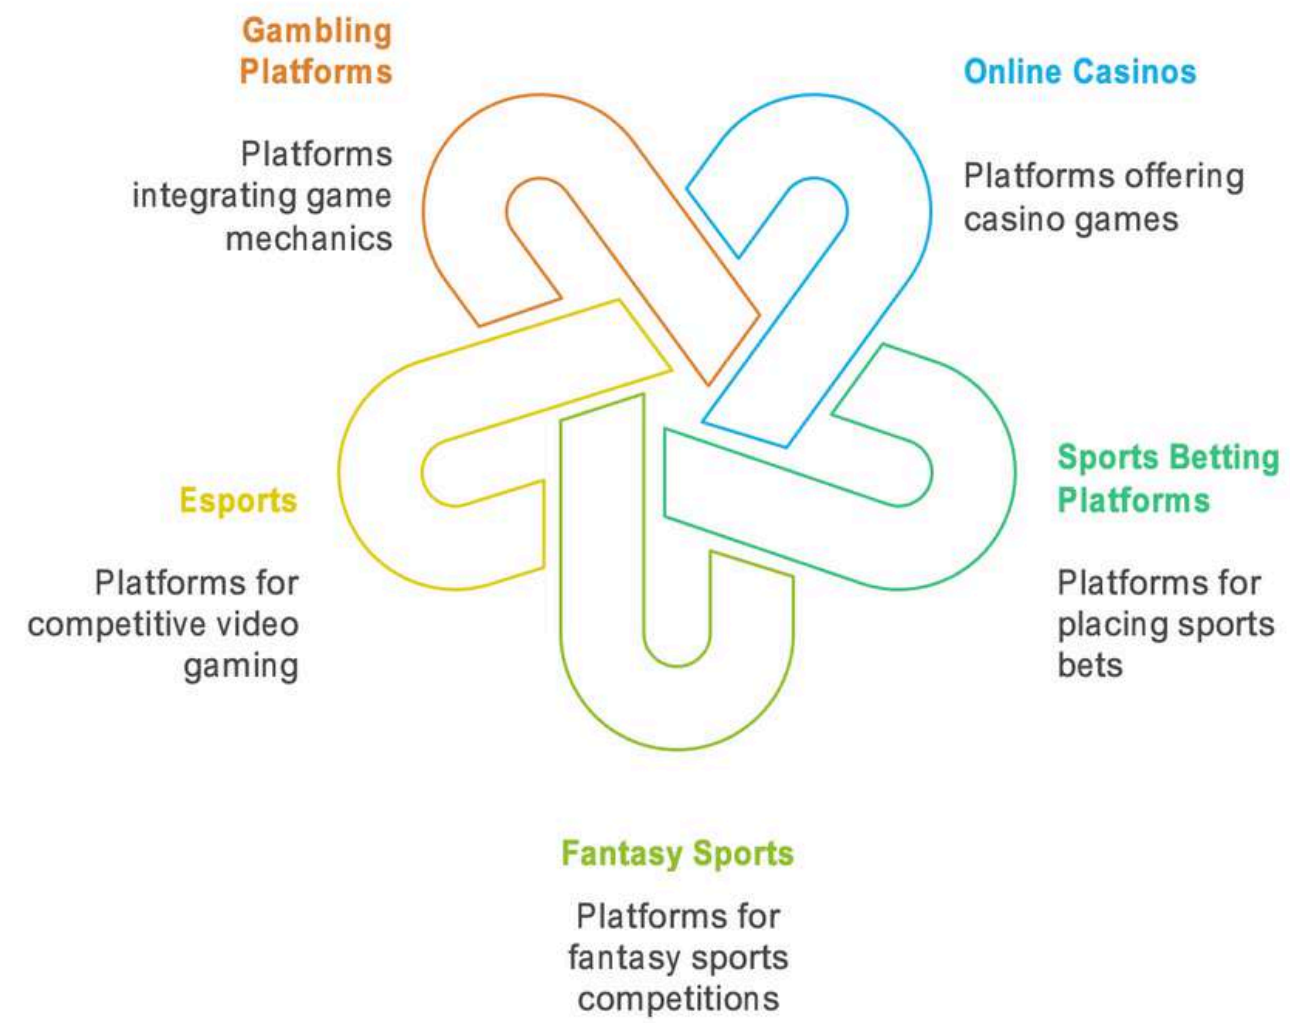 Gambling
Platforms
Platforms
integrating game
mechanics
Online Casinos
Platforms offering
casino games
Esports
Platforms for
competitive video
gaming
Sports Betting
Platforms
Platforms for
placing sports
bets
Fantasy Sports
Platforms for
fantasy sports
competitions